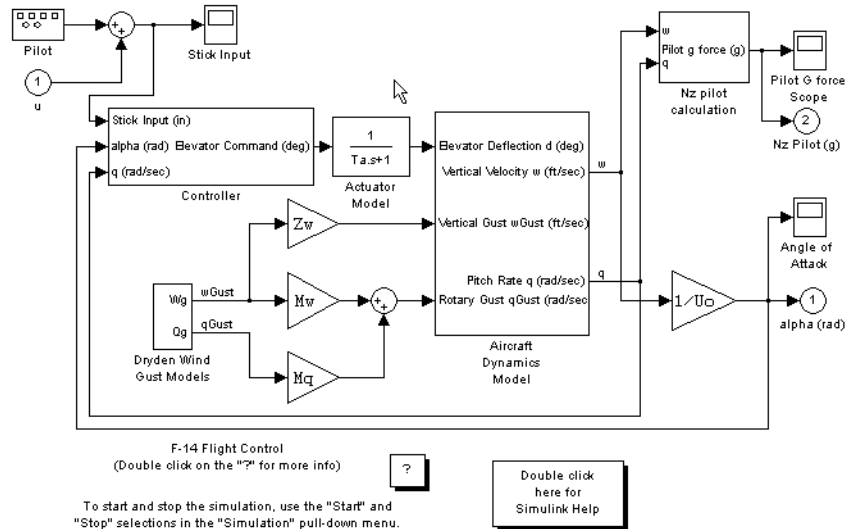 Pilot
+
+
Stick Input
1
u
w
Pilot g force (g)
q
Nz pilot
calculation
Pilot G force
Scope
2
Nz Pilot (g)
Stick Input (in)
alpha (rad) Elevator Command (deg)
q (rad/sec)
Controller
1
Ta.s+1
Actuator
Model
Elevator Deflection d (deg)
Vertical Velocity w (ft/sec)
Vertical Gust wGust (ft/sec)
Pitch Rate q (rad/sec)
Rotary Gust qGust (rad/sec
Aircraft
Dynamics
Model
w
q
Zw
Mw
Mq
+
+
Wg
wGust
Qg
qGust
Dryden Wind
Gust Models
1/Uo
Angle of
Attack
1
alpha (rad)
F-14 Flight Control
(Double click on the "?" for more info)
?
Double click
here for
Simulink Help
To start and stop the simulation, use the "Start" and
"Stop" selections in the "Simulation" pull-down menu.